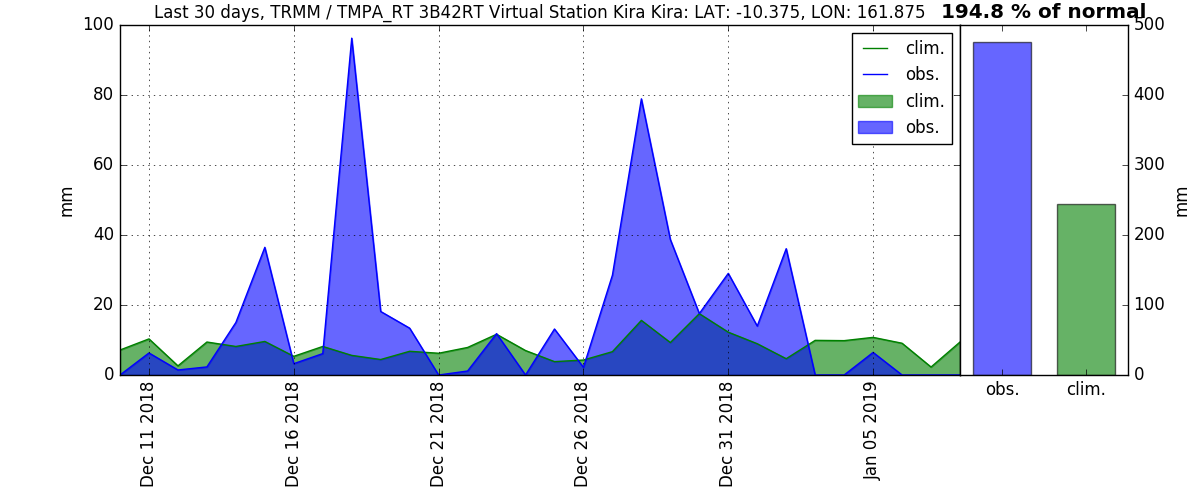 Last 30 days, TRMM / TMPA_RT 3B42RT Virtual Station Kira Kira: LAT: -10.375, LON: 161.875
194.8 % of normal
100
80
60
40
20
0
mm
clim.
obs.
clim.
obs.
Dec 11 2018
Dec 16 2018
Dec 21 2018
Dec 26 2018
Dec 31 2018
Jan 05 2019
500
400
300
200
100
0
mm
obs.
clim.